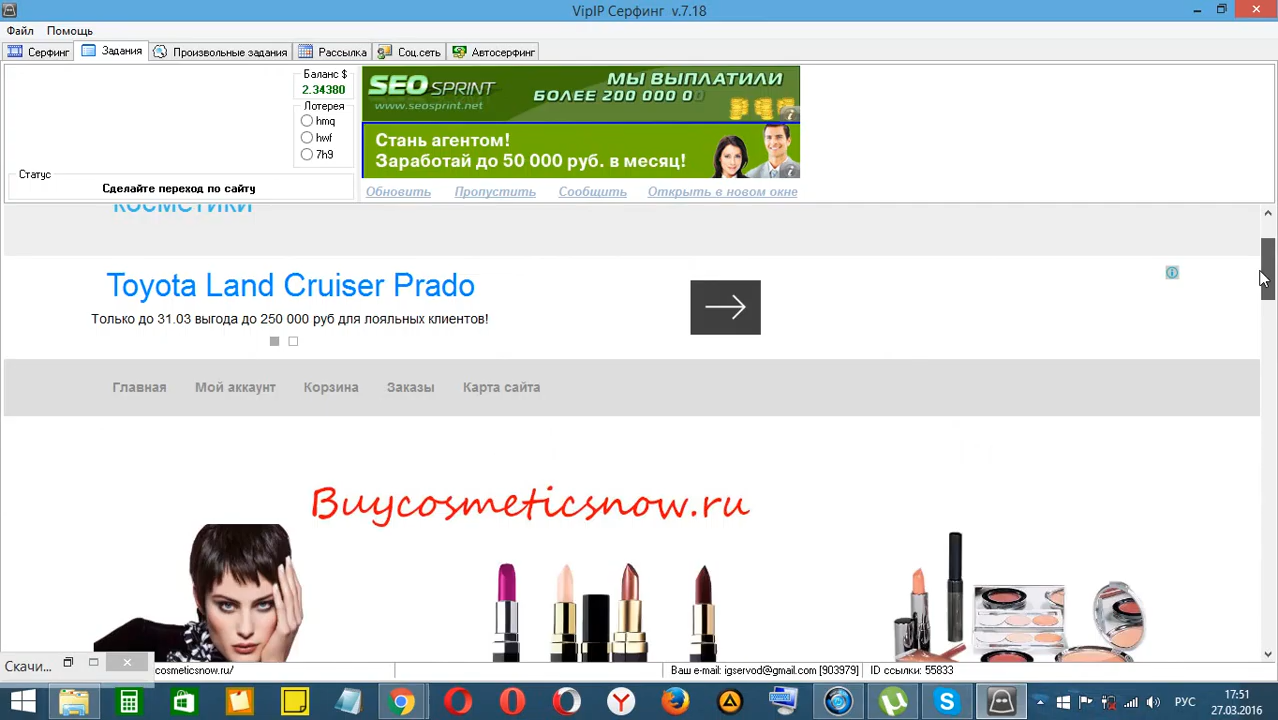 VipIP Серфинг v.7.18
Файл Помощь
Серфинг Задания Произвольные задания Рассылка Соц.сеть Автосерфинг
Баланс $
2.34380
Лотерея
hmq
hwf
7h9
SEO SPRINT
www.seosprint.net
МЫ ВЫПЛАТИЛИ
БОЛЕЕ 200 000 0
Стань агентом!
Заработай до 50 000 руб. в месяц!
Статус
Сделайте переход по сайту
Обновить Пропустить Сообщить Открыть в новом окне
КОСМЕТИКИ
Toyota Land Cruiser Prado
Только до 31.03 выгода до 250 000 руб для лояльных клиентов!
Главная Мой аккаунт Корзина Заказы Карта сайта
Buycosmeticsnow.ru
Скачи...
cosmeticsnow.ru/
Ваш e-mail: igservod@gmail.com [903979]
ID ссылки: 55833
РУС
17:51
27.03.2016